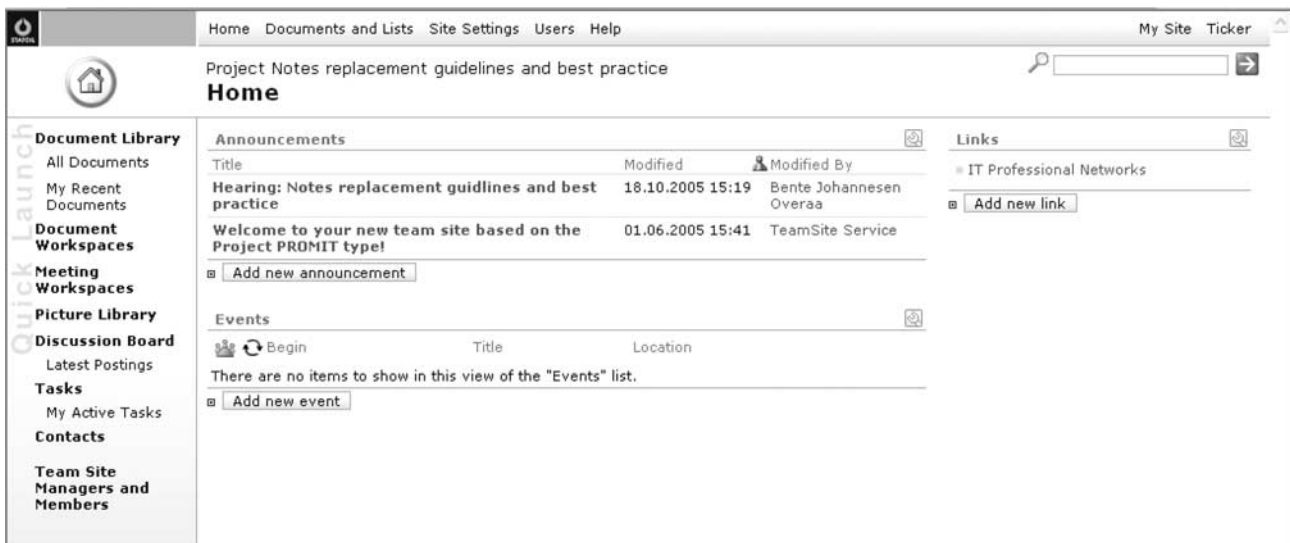 STATOIL
Home Documents and Lists Site Settings Users Help
My Site Ticker
Project Notes replacement guidelines and best practice
Home
Quick Launch
Document Library
All Documents
My Recent
Documents
Document
Workspaces
Meeting
Workspaces
Picture Library
Discussion Board
Latest Postings
Tasks
My Active Tasks
Contacts
Team Site
Managers and
Members
Announcements
Title Modified Modified By
Hearing: Notes replacement guidlines and best 18.10.2005 15:19 Bente Johannesen
practice Overaa
Welcome to your new team site based on the 01.06.2005 15:41 TeamSite Service
Project PROMIT type!
Add new announcement
Events
Begin Title Location
There are no items to show in this view of the "Events" list.
Add new event
Links
IT Professional Networks
Add new link